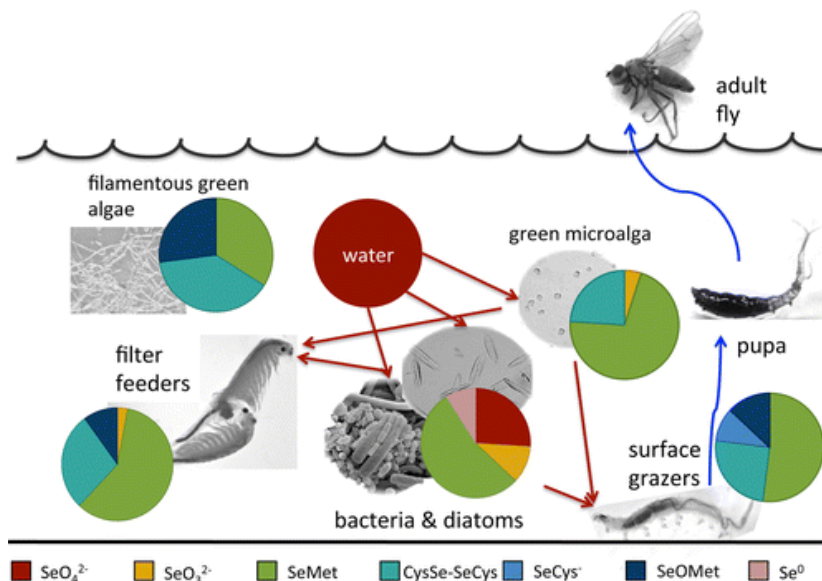 adult
fly
filamentous green
algae
water
green microalga
filter
feeders
pupa
surface
grazers
bacteria & diatoms
SeO₄²⁻
SeO₃²⁻
SeMet
CysSe-SeCys
SeCys⁻
SeOMet
Se⁰